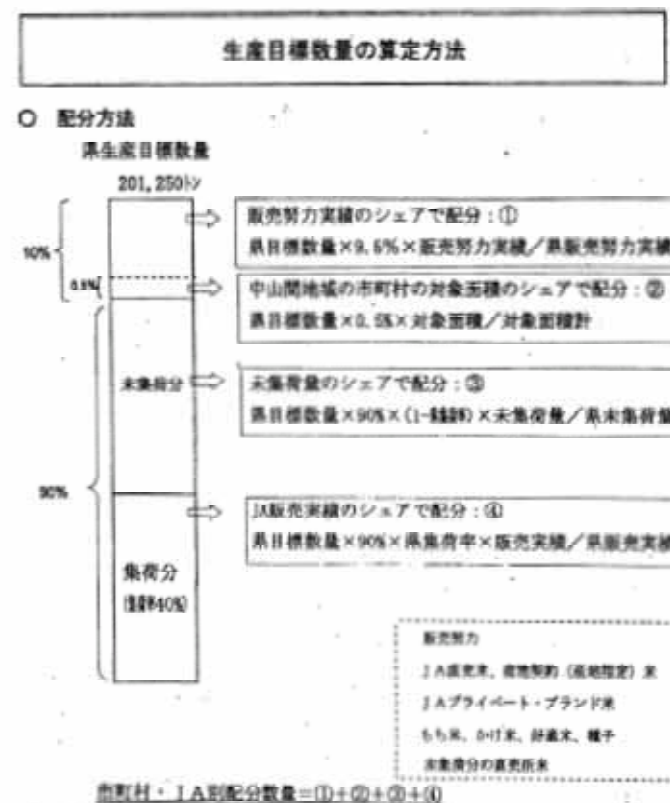 生産目標数量の算定方法
○ 配分方法
県生産目標数量
201,250トン
10%
0.5%
90%
販売努力実績のシェアで配分:①
県目標数量×9.5%×販売努力実績/県販売努力実績
中山間地域の市町村の対象面積のシェアで配分:②
県目標数量×0.5%×対象面積/対象面積計
未集荷分
未集荷量のシェアで配分:③
県目標数量×90%×(1-県集荷率)×未集荷量/県未集荷量
JA販売実績のシェアで配分:④
県目標数量×90%×県集荷率×販売実績/県販売実績
集荷分
(集荷率40%)
販売努力
JA直売米、(産地指定)米
JAプライベート・ブランド米
もち米、かけ米、種子
未集荷分の直売所米
市町村・JA別配分数量=①+②+③+④